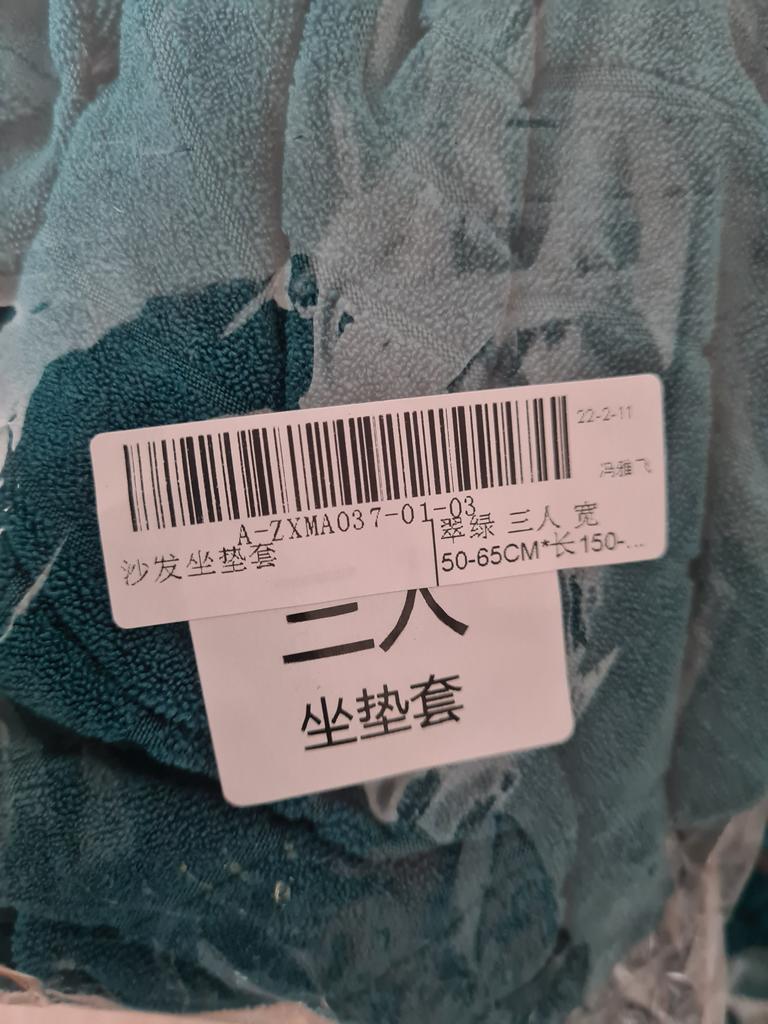 22-2-11
冯雅飞
A-ZXMA037-01-03
沙发坐垫套
翠绿 三人 宽
50-65CM*长150-...
三人
坐垫套